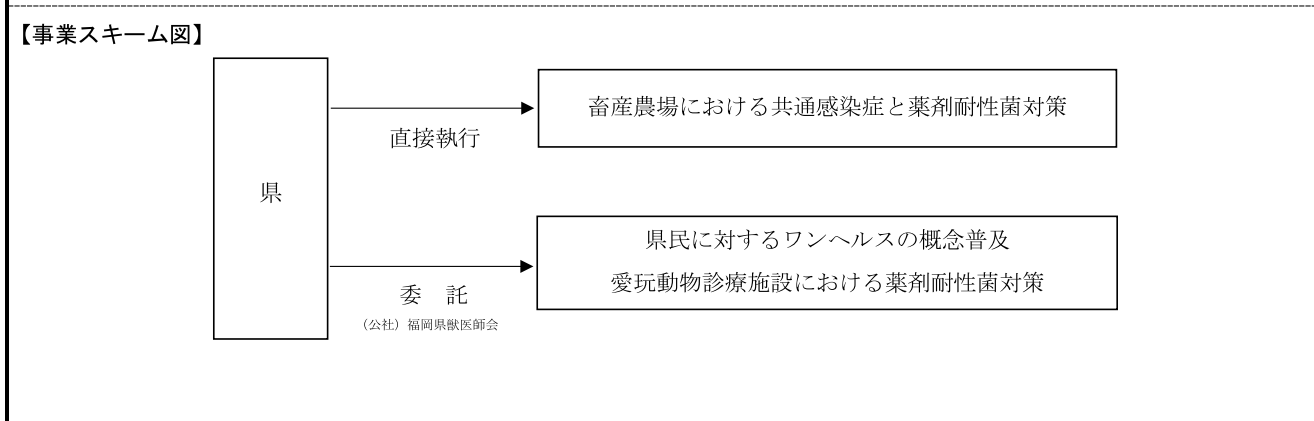 【事業スキーム図】
畜産農場における共通感染症と薬剤耐性菌対策
直接執行
県
県民に対するワンヘルスの概念普及
愛玩動物診療施設における薬剤耐性菌対策
委　託
（公社）福岡県獣医師会